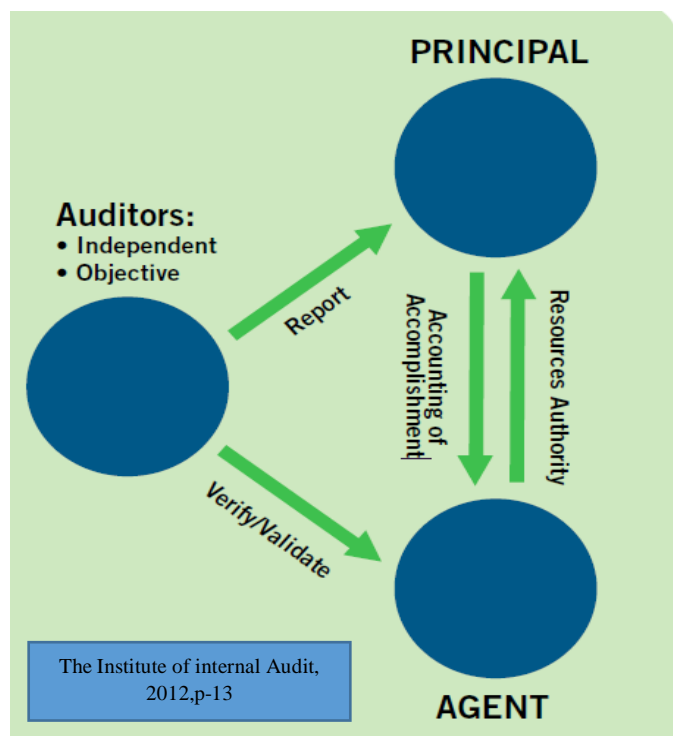 PRINCIPAL
Auditors:
• Independent
• Objective
Report
Accounting of
Accomplishment
Resources Authority
Verify/Validate
The Institute of internal Audit,
2012,p-13
AGENT